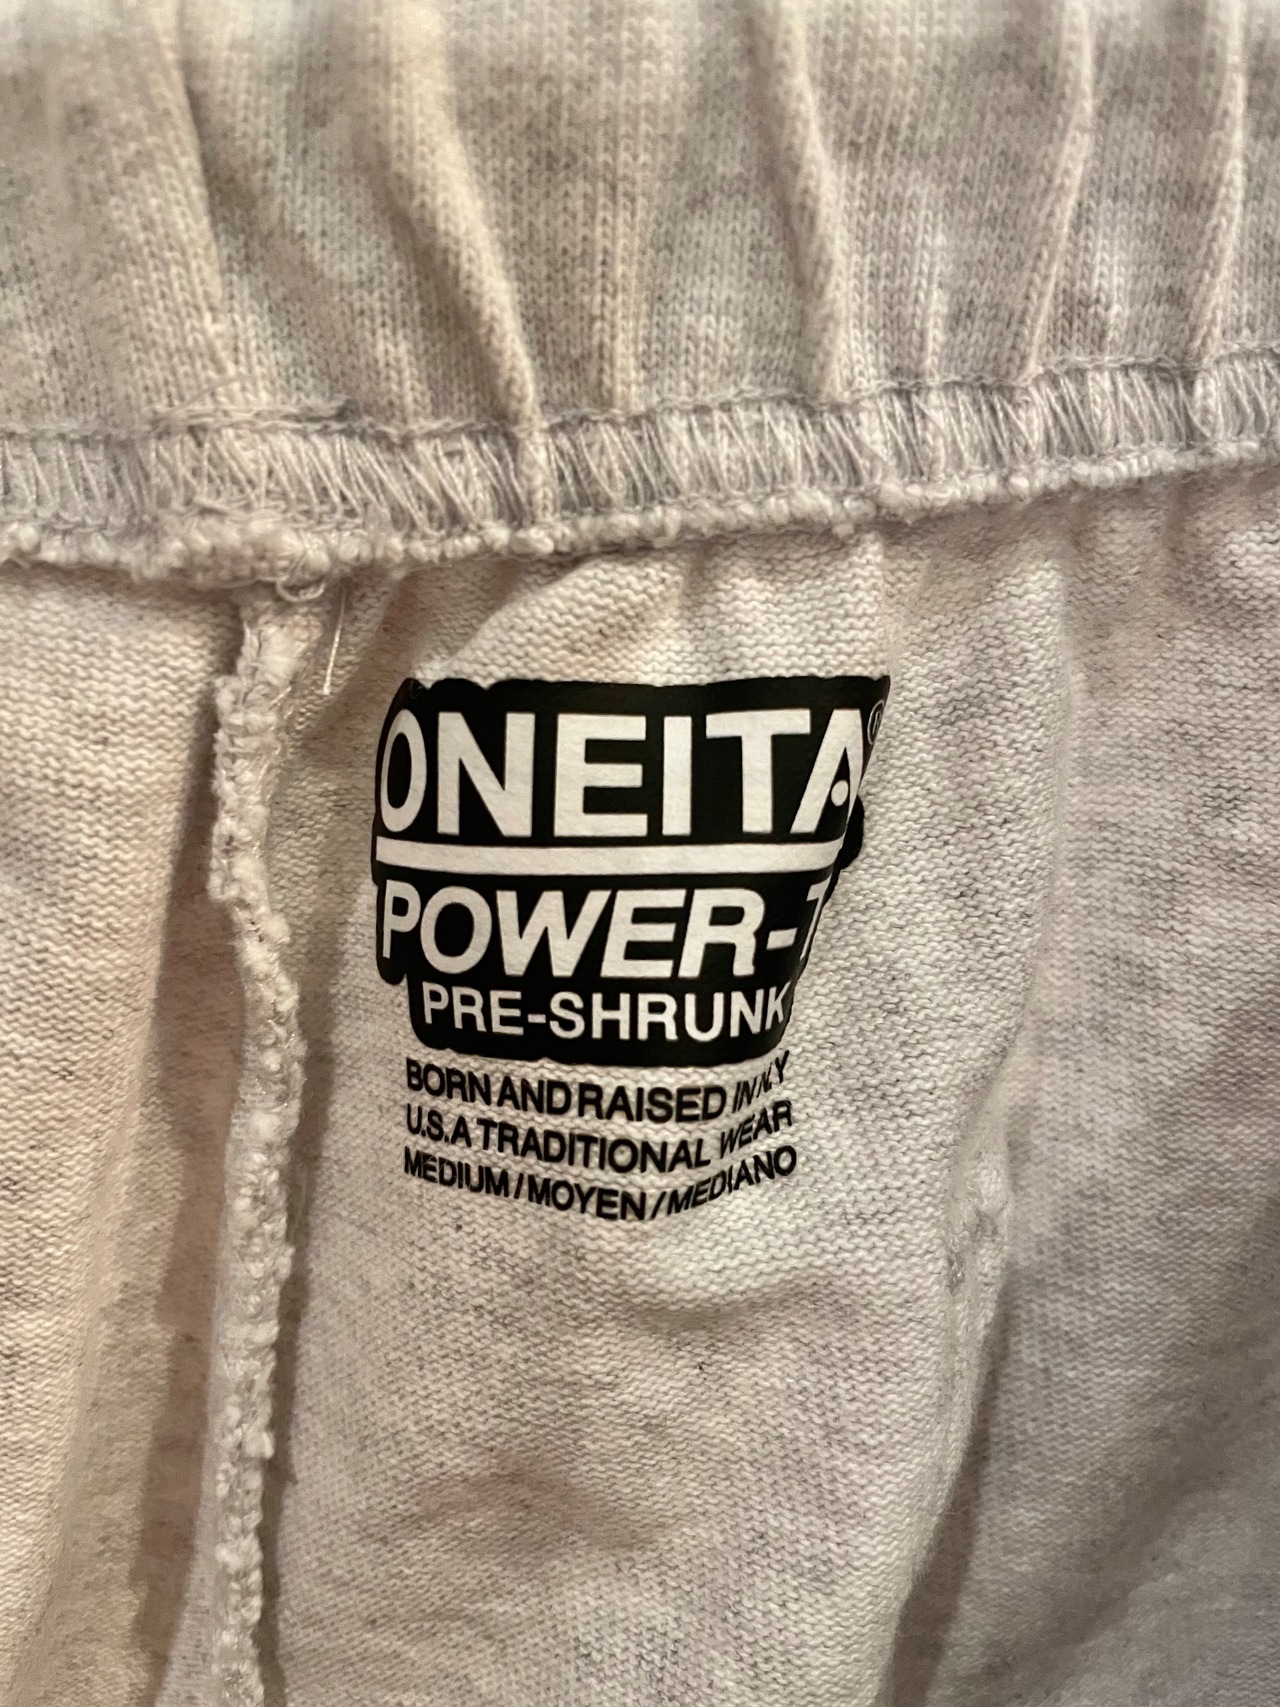 ONEITA®
POWER-T
PRE-SHRUNK
BORN AND RAISED IN N.Y
U.S.A TRADITIONAL WEAR
MEDIUM / MOYEN / MEDIANO